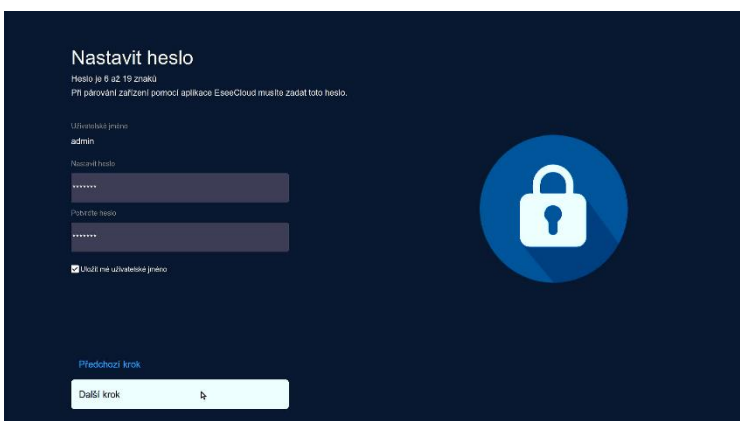 Nastavit heslo
Heslo je 6 až 19 znaků
Při párování zařízení pomocí aplikace EseeCloud musíte zadat toto heslo.
Uživatelské jméno
admin
Nastavit heslo
*******
Potvrďte heslo
*******
Uložit mé uživatelské jméno
Předchozí krok
Další krok